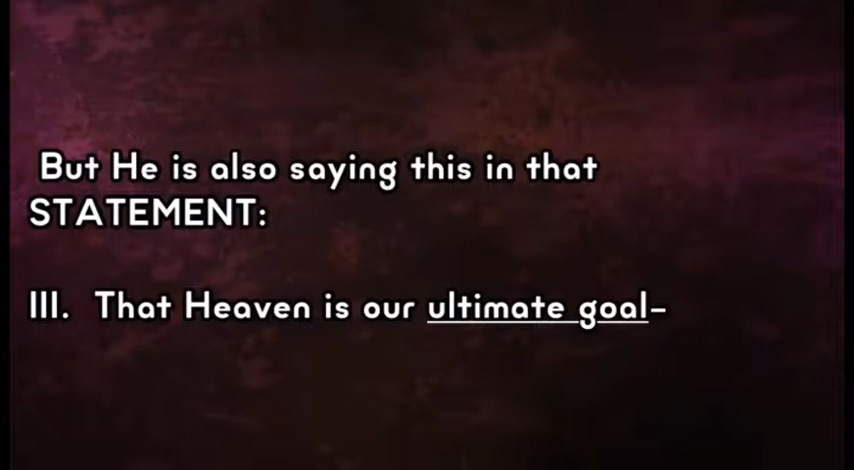 But He is also saying this in that
STATEMENT:
III. That Heaven is our ultimate goal-